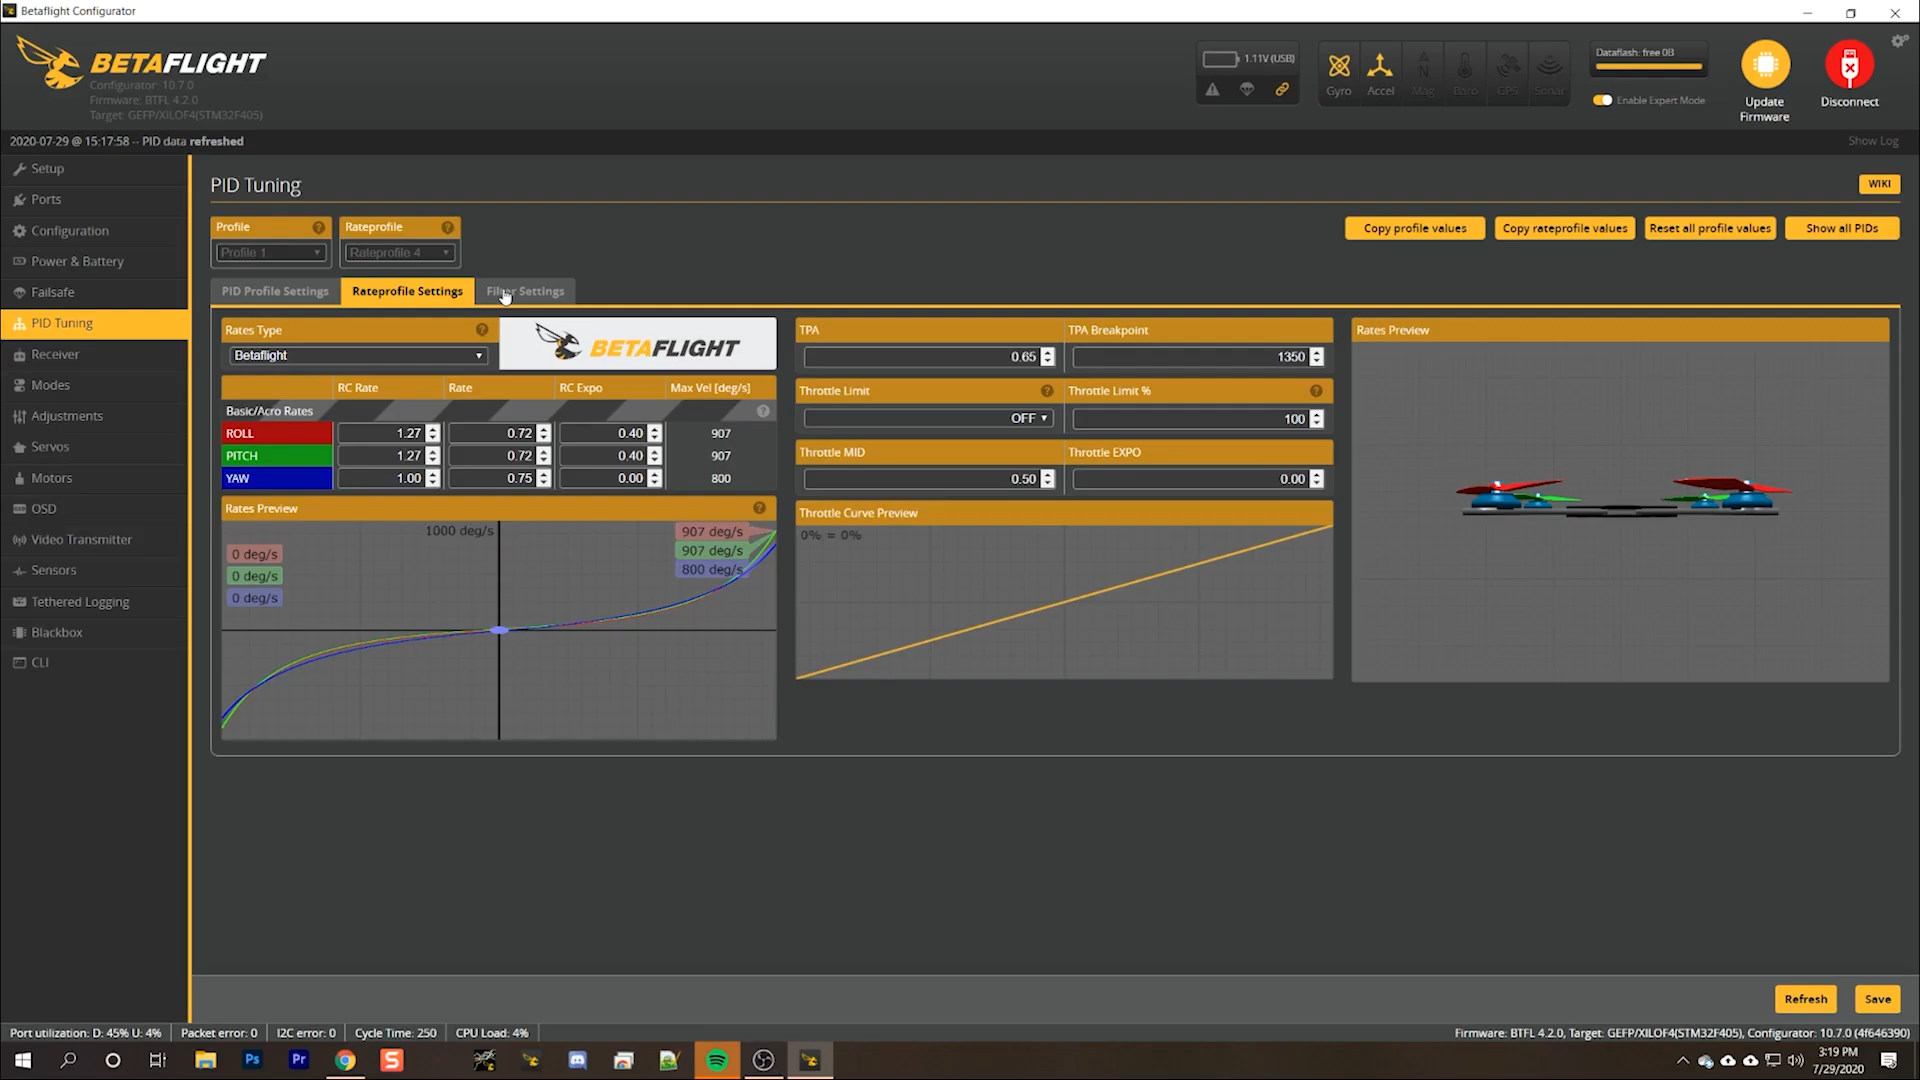 Betaflight Configurator
BETAFLIGHT
Configurator: 10.7.0
Firmware: BTFL 4.2.0
Target: GEFP/XILOF4(STM32F405)
1.11V (USB)
Gyro Accel Mag Baro GPS Sonar
Dataflash: free 0B
Enable Expert Mode
Update
Firmware
Disconnect
2020-07-29 @ 15:17:58 -- PID data refreshed
Show Log
Setup
Ports
Configuration
Power & Battery
Failsafe
PID Tuning
Receiver
Modes
Adjustments
Servos
Motors
OSD
Video Transmitter
Sensors
Tethered Logging
Blackbox
CLI
PID Tuning
WIKI
Profile
Profile 1
Rateprofile
Rateprofile 4
Copy profile values
Copy rateprofile values
Reset all profile values
Show all PIDs
PID Profile Settings
Rateprofile Settings
Filter Settings
Rates Type
Betaflight
BETAFLIGHT
RC Rate Rate RC Expo Max Vel [deg/s]
Basic/Acro Rates
ROLL 1.27 0.72 0.40 907
PITCH 1.27 0.72 0.40 907
YAW 1.00 0.75 0.00 800
Rates Preview
1000 deg/s
907 deg/s
907 deg/s
800 deg/s
0 deg/s
0 deg/s
0 deg/s
TPA
0.65
TPA Breakpoint
1350
Throttle Limit
OFF
Throttle Limit %
100
Throttle MID
0.50
Throttle EXPO
0.00
Throttle Curve Preview
0% = 0%
Rates Preview
Refresh
Save
Port utilization: D: 45% U: 4%
Packet error: 0
I2C error: 0
Cycle Time: 250
CPU Load: 4%
Firmware: BTFL 4.2.0, Target: GEFP/XILOF4(STM32F405), Configurator: 10.7.0 (4f646390)
Ps
Pr
S
3:19 PM
7/29/2020